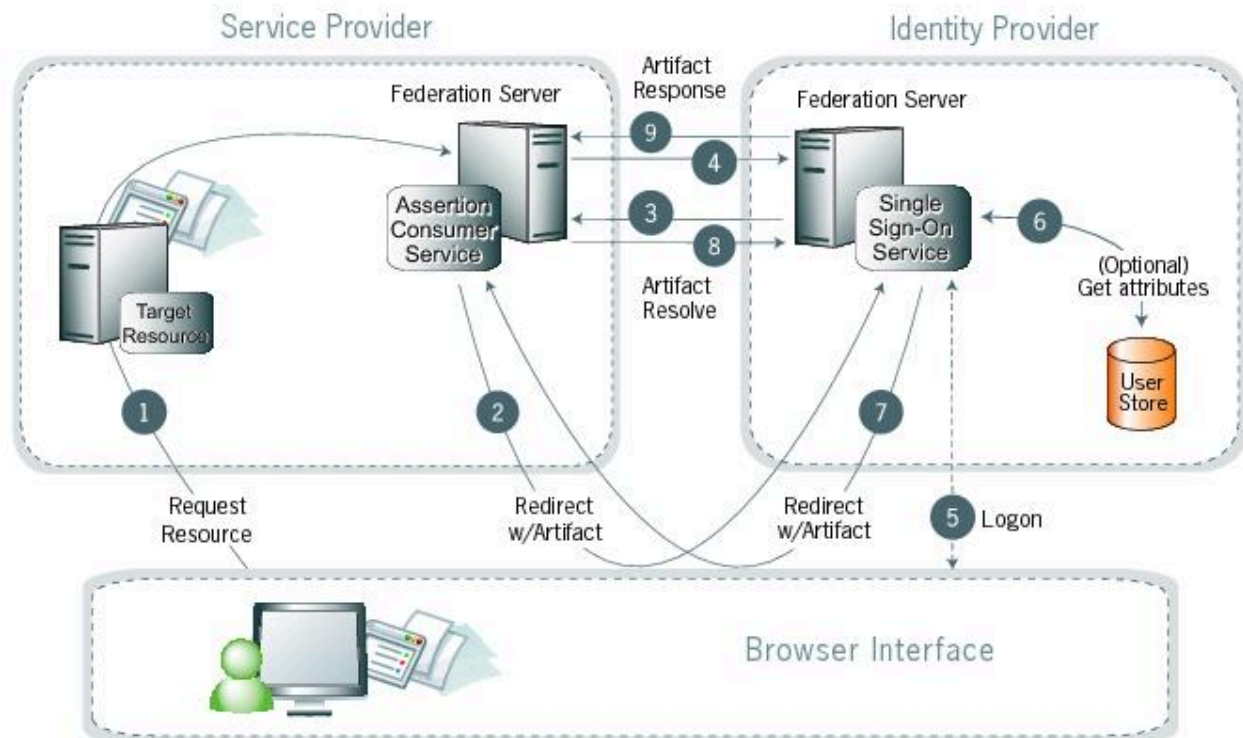 Service Provider
Identity Provider
Artifact
Response
Federation Server
Federation Server
9
4
Assertion
Consumer
Service
3
8
Single
Sign-On
Service
6
(Optional)
Get attributes
Artifact
Resolve
Target
Resource
User
Store
1
2
7
Request
Resource
Redirect
w/Artifact
Redirect
w/Artifact
5
Logon
Browser Interface